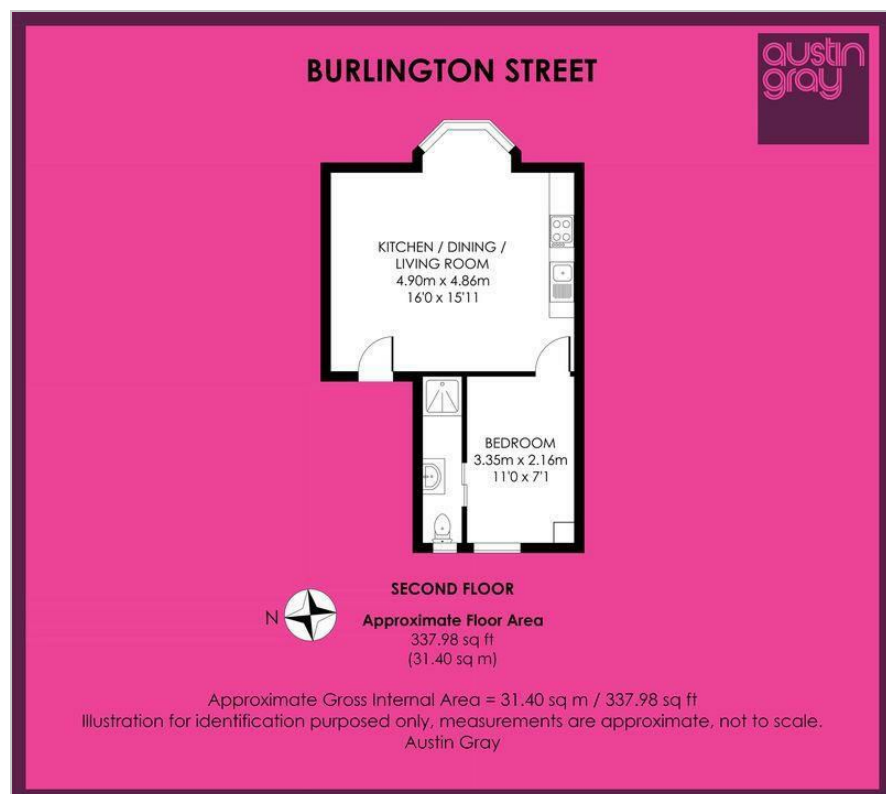 BURLINGTON STREET
austin
gray
KITCHEN / DINING /
LIVING ROOM
4.90m x 4.86m
16'0 x 15'11
BEDROOM
3.35m x 2.16m
11'0 x 7'1
SECOND FLOOR
N
Approximate Floor Area
337.98 sq ft
(31.40 sq m)
Approximate Gross Internal Area = 31.40 sq m / 337.98 sq ft
Illustration for identification purposed only, measurements are approximate, not to scale.
Austin Gray